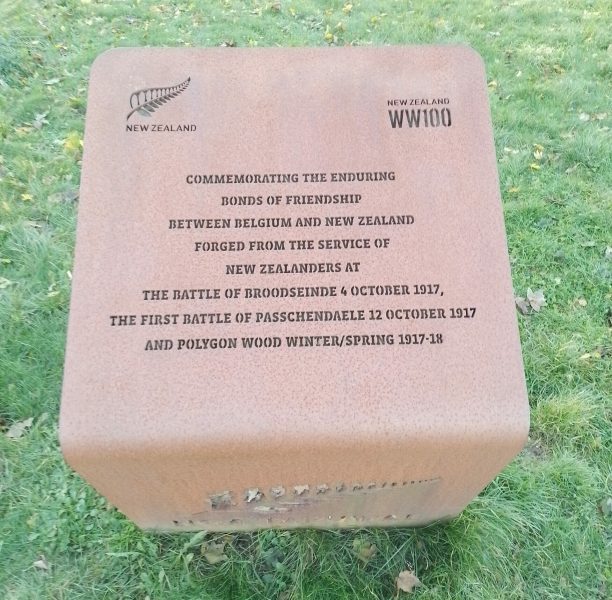 NEW ZEALAND
NEW ZEALAND
WW100
COMMEMORATING THE ENDURING
BONDS OF FRIENDSHIP
BETWEEN BELGIUM AND NEW ZEALAND
FORGED FROM THE SERVICE OF
NEW ZEALANDERS AT
THE BATTLE OF BROODSEINDE 4 OCTOBER 1917,
THE FIRST BATTLE OF PASSCHENDAELE 12 OCTOBER 1917
AND POLYGON WOOD WINTER/SPRING 1917-18